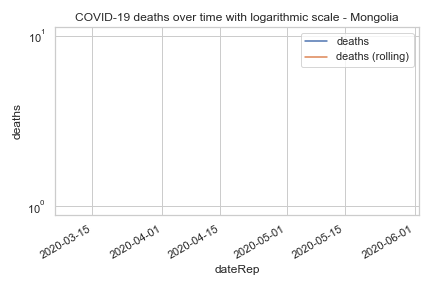 COVID-19 deaths over time with logarithmic scale - Mongolia
deaths
deaths (rolling)
10¹
10⁰
deaths
2020-03-15
2020-04-01
2020-04-15
2020-05-01
2020-05-15
2020-06-01
dateRep